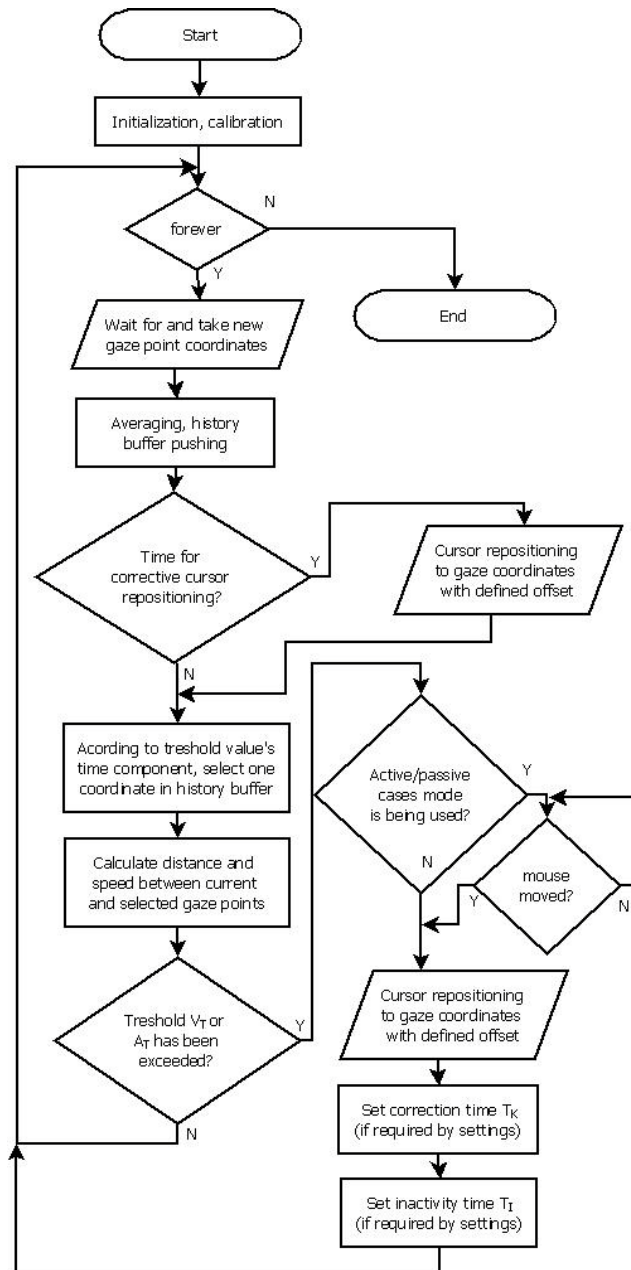 Start
Initialization, calibration
forever
N
Y
Wait for and take new
gaze point coordinates
End
Averaging, history
buffer pushing
Time for
corrective cursor
repositioning?
Y
N
Cursor repositioning
to gaze coordinates
with defined offset
Acording to treshold value's
time component, select one
coordinate in history buffer
Calculate distance and
speed between current
and selected gaze points
Treshold VT or
AT has been
exceeded?
Y
N
Active/passive
cases mode
is being used?
Y
N
mouse
moved?
Y
N
Cursor repositioning
to gaze coordinates
with defined offset
Set correction time TK
(if required by settings)
Set inactivity time TI
(if required by settings)